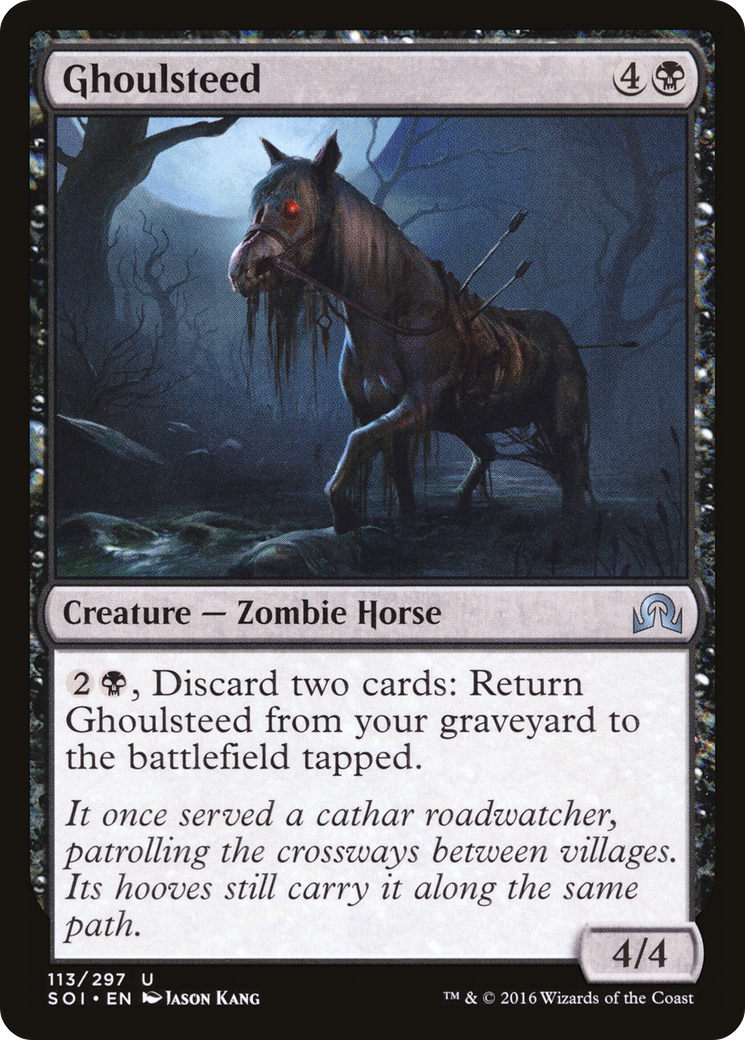 Ghoulsteed 4
Creature — Zombie Horse
2, Discard two cards: Return
Ghoulsteed from your graveyard to
the battlefield tapped.
It once served a cathar roadwatcher,
patrolling the crossways between villages.
Its hooves still carry it along the same
path.
4/4
113/297 U
SOI • EN Jason Kang
™ & © 2016 Wizards of the Coast